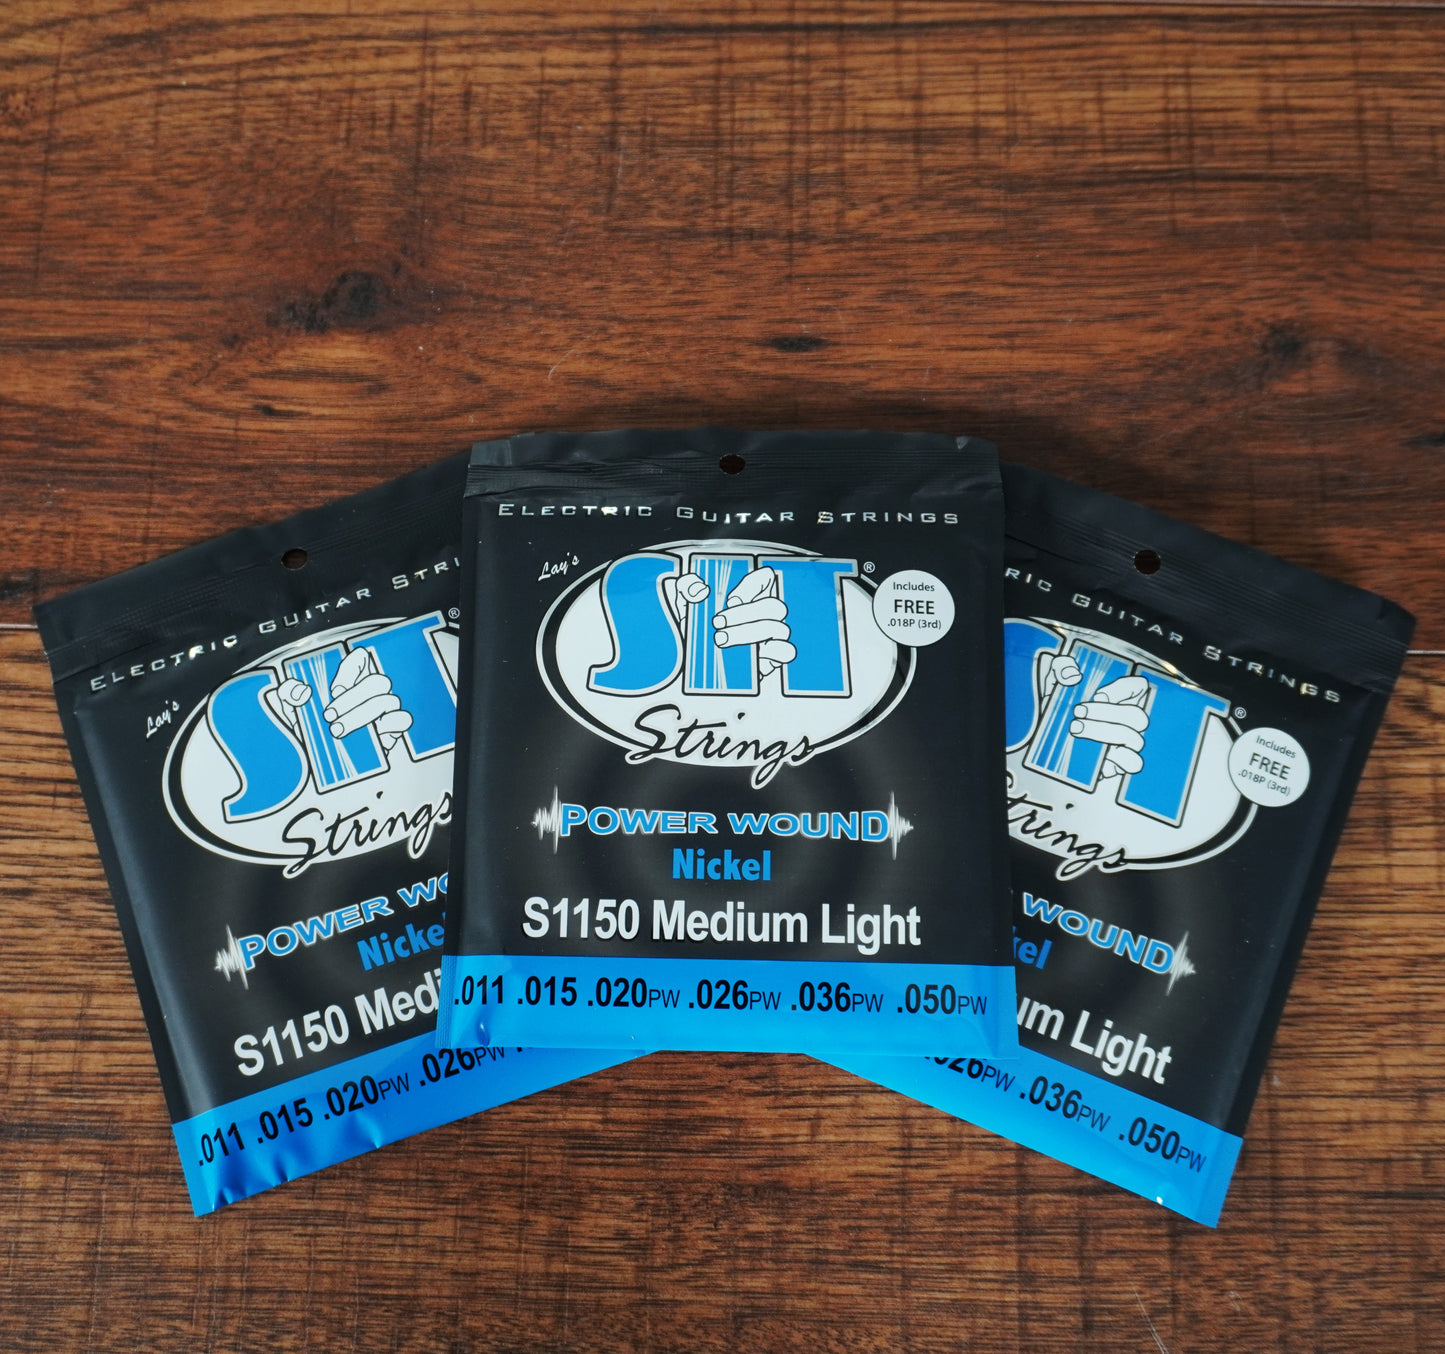 ELECTRIC GUITAR STRINGS
Lay's
SIT®
Strings
Includes
FREE
.018P (3rd)
POWER WOUND
Nickel
S1150 Medium Light
.011 .015 .020PW .026PW .036PW .050PW
ELECTRIC GUITAR STRI
Lay's
SIT®
Strings
POWER WO
Nicke
S1150 Medi
.011 .015 .020PW .026PW
RIC GUITAR STRINGS
SIT®
trings
Includes
FREE
.018P (3rd)
WOUND
kel
um Light
.026PW .036PW .050PW